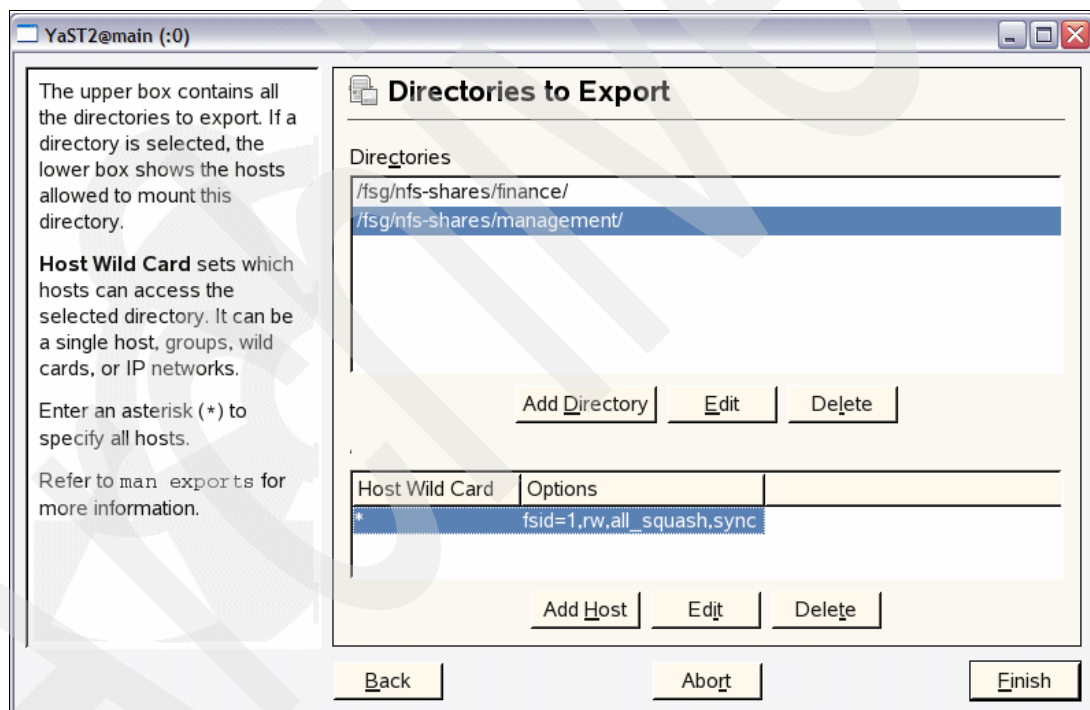 YaST2@main (:0)
The upper box contains all
the directories to export. If a
directory is selected, the
lower box shows the hosts
allowed to mount this
directory.
Host Wild Card sets which
hosts can access the
selected directory. It can be
a single host, groups, wild
cards, or IP networks.
Enter an asterisk (*) to
specify all hosts.
Refer to man exports for
more information.
Directories to Export
Directories
/fsg/nfs-shares/finance/
/fsg/nfs-shares/management/
Add Directory Edit Delete
Host Wild Card Options
* fsid=1,rw,all_squash,sync
Add Host Edit Delete
Back Abort Finish